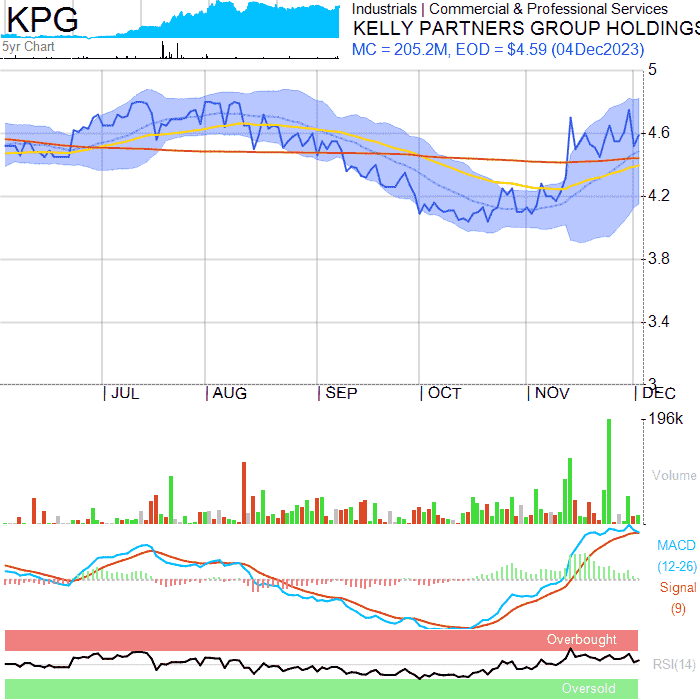 KPG
5yr Chart
Industrials | Commercial & Professional Services
KELLY PARTNERS GROUP HOLDINGS
MC = 205.2M, EOD = $4.59 (04Dec2023)
5
4.6
4.2
3.8
3.4
3
| JUL | AUG | SEP | OCT | NOV | DEC
196k
Volume
MACD
(12-26)
Signal
(9)
Overbought
RSI(14)
Oversold